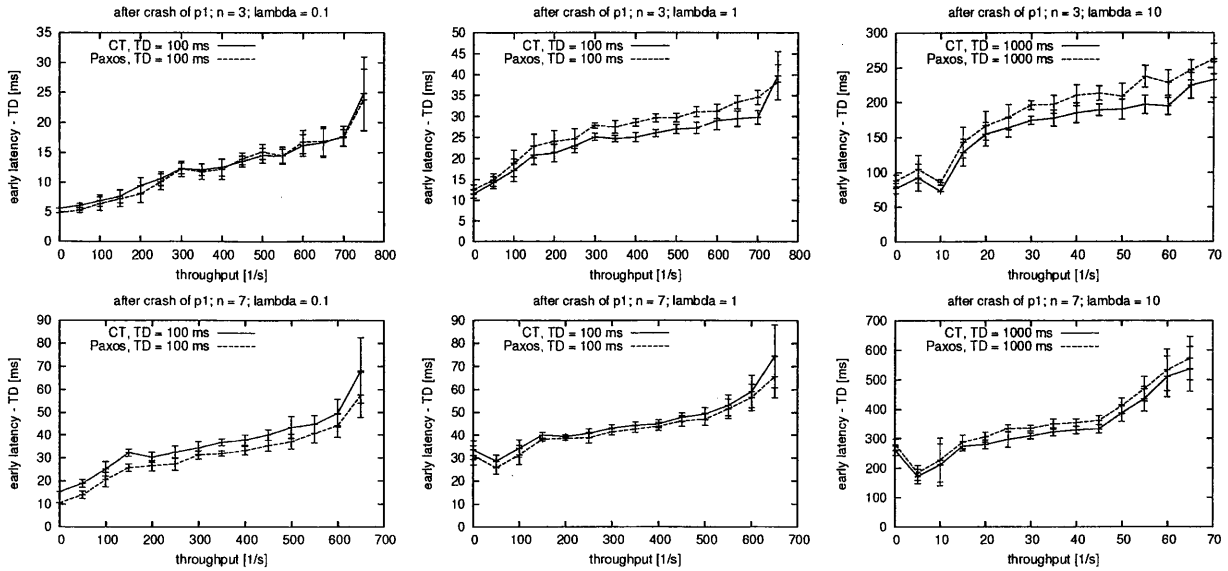 after crash of p1; n = 3; lambda = 0.1
early latency - TD [ms]
35
30
25
20
15
10
5
0
CT, TD = 100 ms
Paxos, TD = 100 ms
0 100 200 300 400 500 600 700 800
throughput [1/s]
after crash of p1; n = 3; lambda = 1
early latency - TD [ms]
50
45
40
35
30
25
20
15
10
5
0
CT, TD = 100 ms
Paxos, TD = 100 ms
0 100 200 300 400 500 600 700 800
throughput [1/s]
after crash of p1; n = 3; lambda = 10
early latency - TD [ms]
300
250
200
150
100
50
0
CT, TD = 1000 ms
Paxos, TD = 1000 ms
0 10 20 30 40 50 60 70
throughput [1/s]
after crash of p1; n = 7; lambda = 0.1
early latency - TD [ms]
90
80
70
60
50
40
30
20
10
0
CT, TD = 100 ms
Paxos, TD = 100 ms
0 100 200 300 400 500 600 700
throughput [1/s]
after crash of p1; n = 7; lambda = 1
early latency - TD [ms]
90
80
70
60
50
40
30
20
10
0
CT, TD = 100 ms
Paxos, TD = 100 ms
0 100 200 300 400 500 600 700
throughput [1/s]
after crash of p1; n = 7; lambda = 10
early latency - TD [ms]
700
600
500
400
300
200
100
0
CT, TD = 1000 ms
Paxos, TD = 1000 ms
0 10 20 30 40 50 60 70
throughput [1/s]